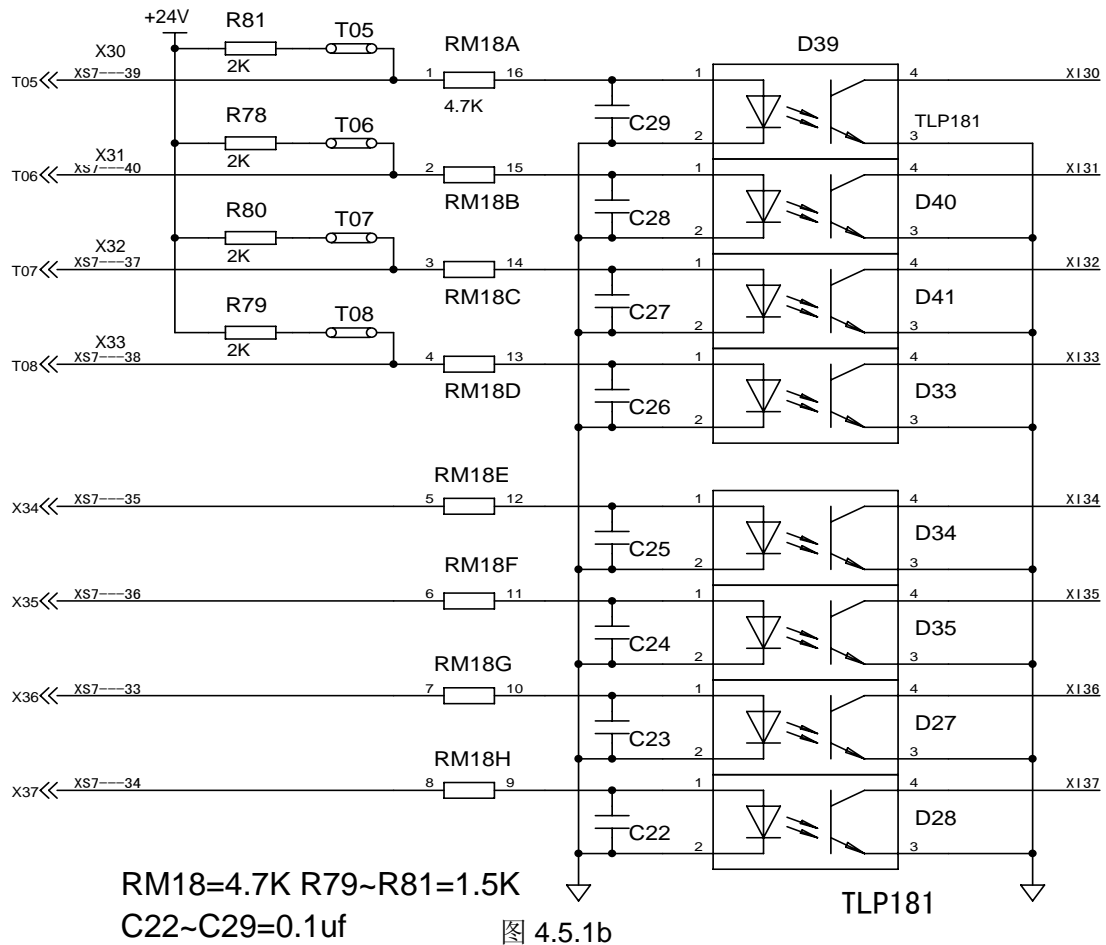 +24V R81 T05 RM18A D39
X30
T05 XS7---39 2K 1 16 1 4 XI30
4.7K
R78 T06 C29 TLP181
X31 2 3
T06 XS7---40 2K 2 15 1 4 XI31
RM18B
R80 T07 C28 D40
X32 2 3
T07 XS7---37 2K 3 14 1 4 XI32
RM18C
R79 T08 C27 D41
X33 2 3
T08 XS7---38 2K 4 13 1 4 XI33
RM18D
C26 D33
2 3
RM18E
X34 XS7---35 5 12 1 4 XI34
C25 D34
RM18F 2 3
X35 XS7---36 6 11 1 4 XI35
C24 D35
RM18G 2 3
X36 XS7---33 7 10 1 4 XI36
C23 D27
RM18H 2 3
X37 XS7---34 8 9 1 4 XI37
C22 D28
2 3
RM18=4.7K R79~R81=1.5K TLP181
C22~C29=0.1uf 图 4.5.1b